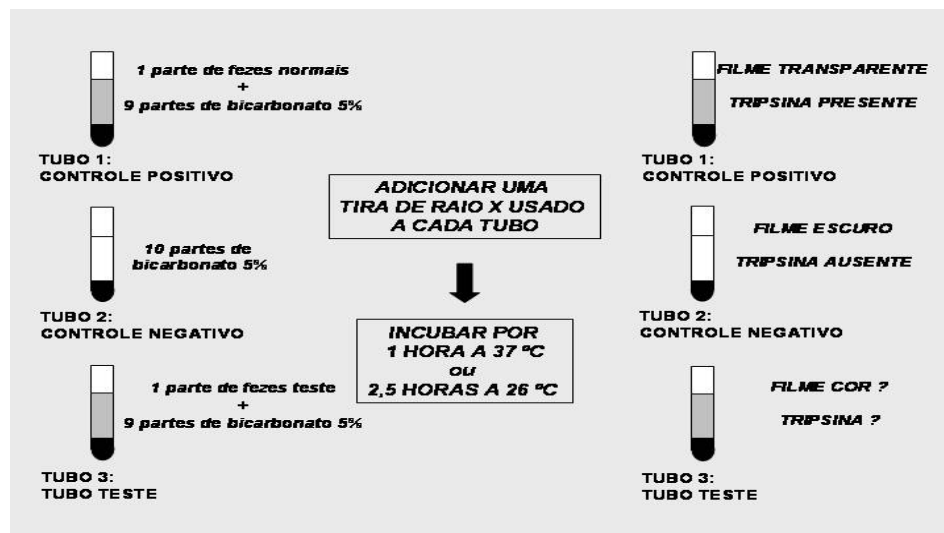 1 parte de fezes normais
+
9 partes de bicarbonato 5%
TUBO 1:
CONTROLE POSITIVO
10 partes de
bicarbonato 5%
TUBO 2:
CONTROLE NEGATIVO
1 parte de fezes teste
+
9 partes de bicarbonato 5%
TUBO 3:
TUBO TESTE
ADICIONAR UMA
TIRA DE RAIO X USADO
A CADA TUBO
INCUBAR POR
1 HORA A 37 ºC
OU
2,5 HORAS A 26 ºC
FILME TRANSPARENTE
TRIPSINA PRESENTE
TUBO 1:
CONTROLE POSITIVO
FILME ESCURO
TRIPSINA AUSENTE
TUBO 2:
CONTROLE NEGATIVO
FILME COR ?
TRIPSINA ?
TUBO 3:
TUBO TESTE